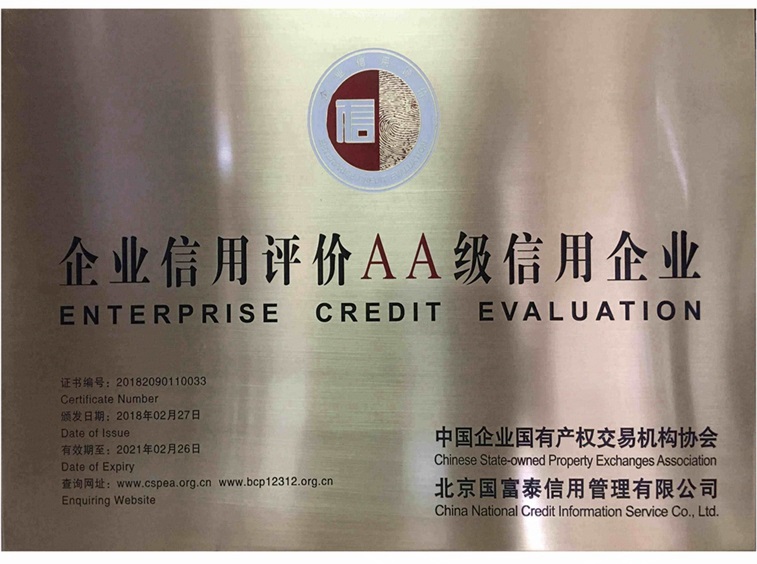 信
企业信用评价AA级信用企业
ENTERPRISE CREDIT EVALUATION
证书编号：20182090110033
Certificate Number
颁发日期：2018年02月27日
Date of Issue
有效期至：2021年02月26日
Date of Expiry
查询网址：www.cspea.org.cn www.bcp12312.org.cn
Enquiring Website
中国企业国有产权交易机构协会
Chinese State-owned Property Exchanges Association
北京国富泰信用管理有限公司
China National Credit Information Service Co., Ltd.